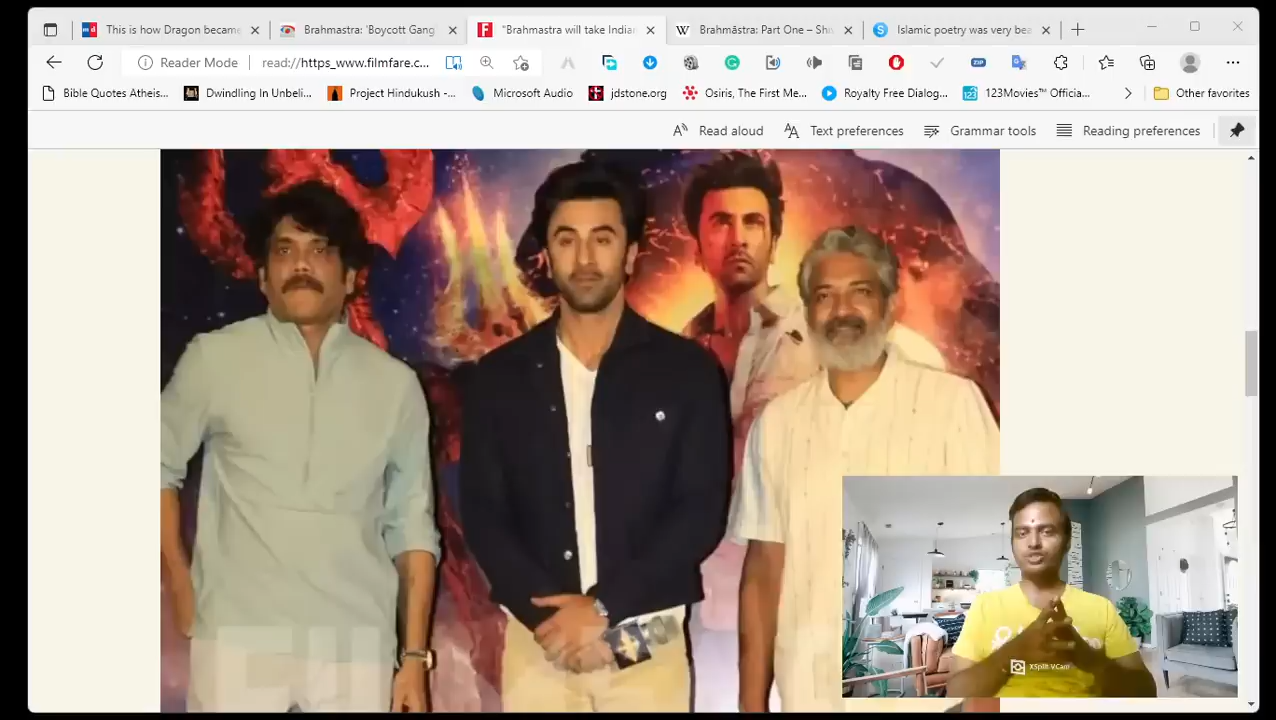 This is how Dragon became
Brahmastra: 'Boycott Gang'
"Brahmastra will take Indian
Brahmāstra: Part One – Shi
Islamic poetry was very bea
Reader Mode
read://https_www.filmfare.c...
Bible Quotes Atheis...
Dwindling In Unbeli...
Project Hindukush -...
Microsoft Audio
jdstone.org
Osiris, The First Me...
Royalty Free Dialog...
123Movies™ Officia...
Other favorites
Read aloud
Text preferences
Grammar tools
Reading preferences
XSplit VCam